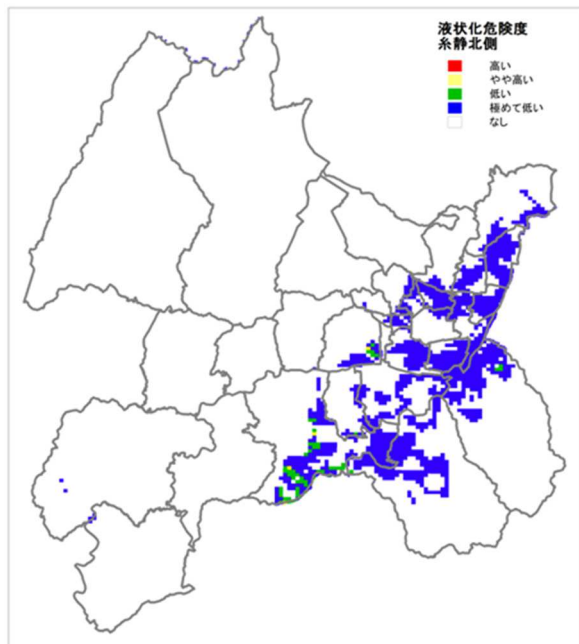 液状化危険度
糸静北側
高い
やや高い
低い
極めて低い
なし